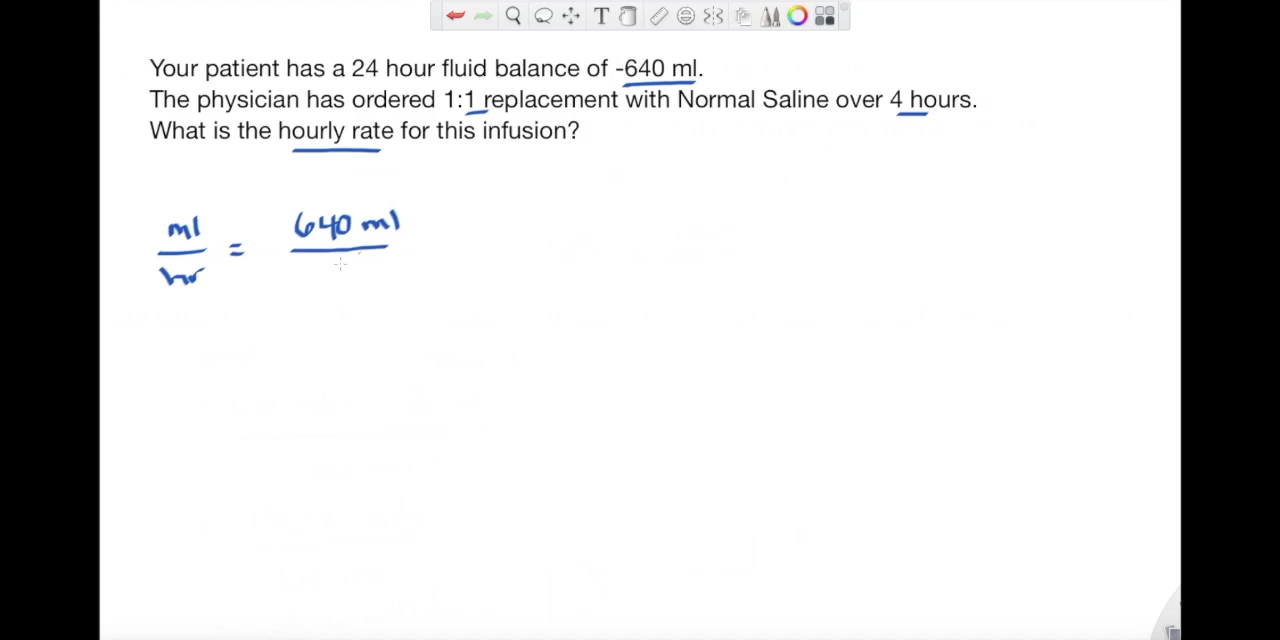 Your patient has a 24 hour fluid balance of -640 ml.
The physician has ordered 1:1 replacement with Normal Saline over 4 hours.
What is the hourly rate for this infusion?
ml
hr
=
640 ml